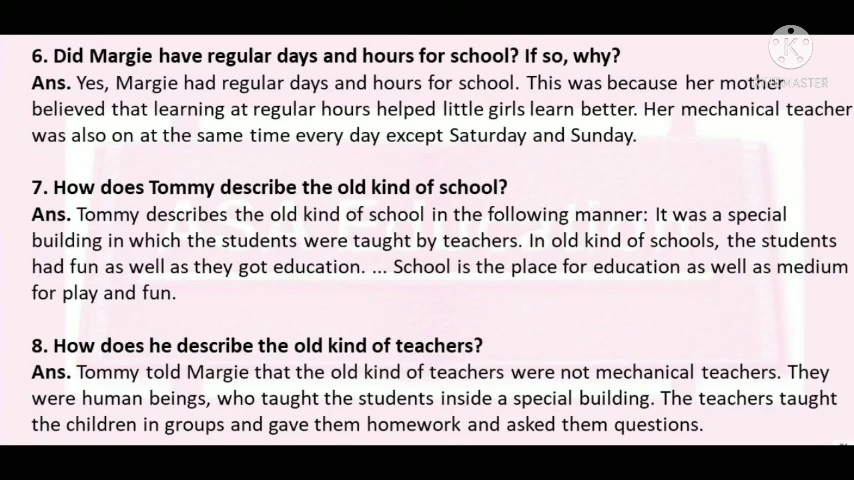 6. Did Margie have regular days and hours for school? If so, why?
Ans. Yes, Margie had regular days and hours for school. This was because her mother
believed that learning at regular hours helped little girls learn better. Her mechanical teacher
was also on at the same time every day except Saturday and Sunday.
7. How does Tommy describe the old kind of school?
Ans. Tommy describes the old kind of school in the following manner: It was a special
building in which the students were taught by teachers. In old kind of schools, the students
had fun as well as they got education. ... School is the place for education as well as medium
for play and fun.
8. How does he describe the old kind of teachers?
Ans. Tommy told Margie that the old kind of teachers were not mechanical teachers. They
were human beings, who taught the students inside a special building. The teachers taught
the children in groups and gave them homework and asked them questions.